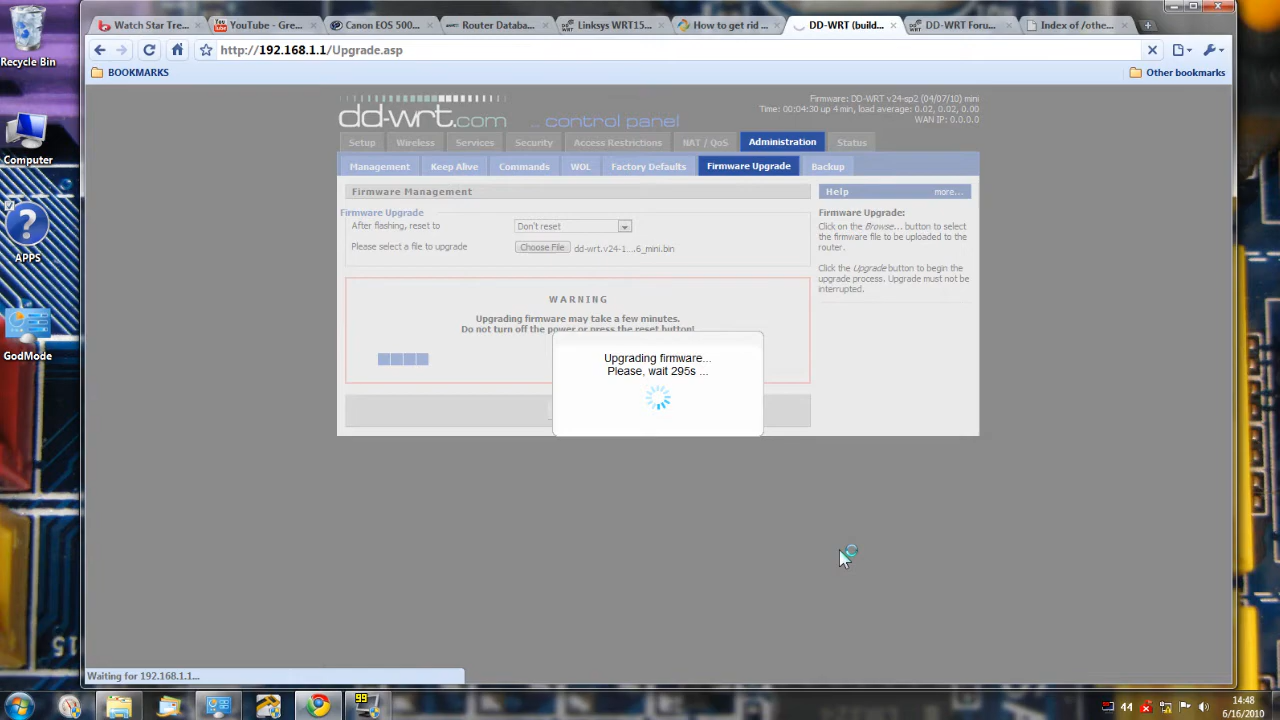 Recycle Bin
Computer
APPS
GodMode
Watch Star Tre...
YouTube - Gre...
Canon EOS 500...
Router Databa...
Linksys WRT15...
How to get rid ...
DD-WRT (build...
DD-WRT Foru...
Index of /othe...
http://192.168.1.1/Upgrade.asp
BOOKMARKS
Other bookmarks
dd-wrt.com ... control panel
Firmware: DD-WRT v24-sp2 (04/07/10) mini
Time: 00:04:30 up 4 min, load average: 0.02, 0.02, 0.00
WAN IP: 0.0.0.0
Setup Wireless Services Security Access Restrictions NAT / QoS Administration Status
Management Keep Alive Commands WOL Factory Defaults Firmware Upgrade Backup
Firmware Management
Firmware Upgrade
After flashing, reset to Don't reset
Please select a file to upgrade Choose File dd-wrt.v24-1...6_mini.bin
WARNING
Upgrading firmware may take a few minutes.
Do not turn off the power or press the reset button!
Upgrading firmware...
Please, wait 295s ...
Help more...
Firmware Upgrade:
Click on the Browse... button to select
the firmware file to be uploaded to the
router.
Click the Upgrade button to begin the
upgrade process. Upgrade must not be
interrupted.
Waiting for 192.168.1.1...
99
44
14:48
6/16/2010
15